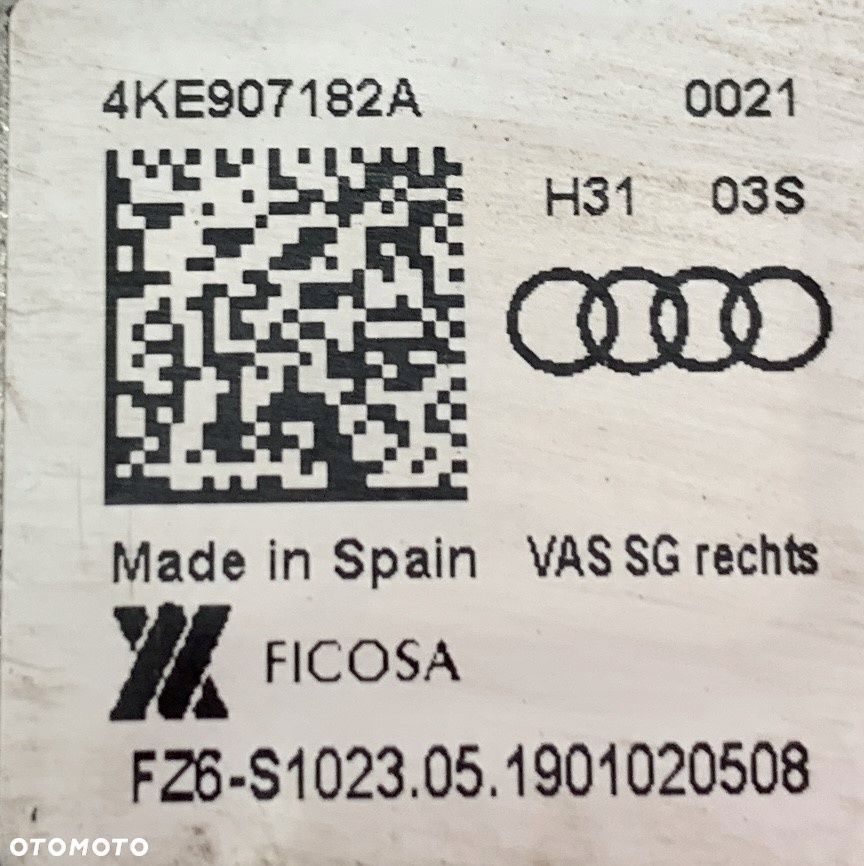 4KE907182A 0021
H31 03S
Made in Spain VAS SG rechts
FICOSA
FZ6-S1023.05.1901020508
OTOMOTO